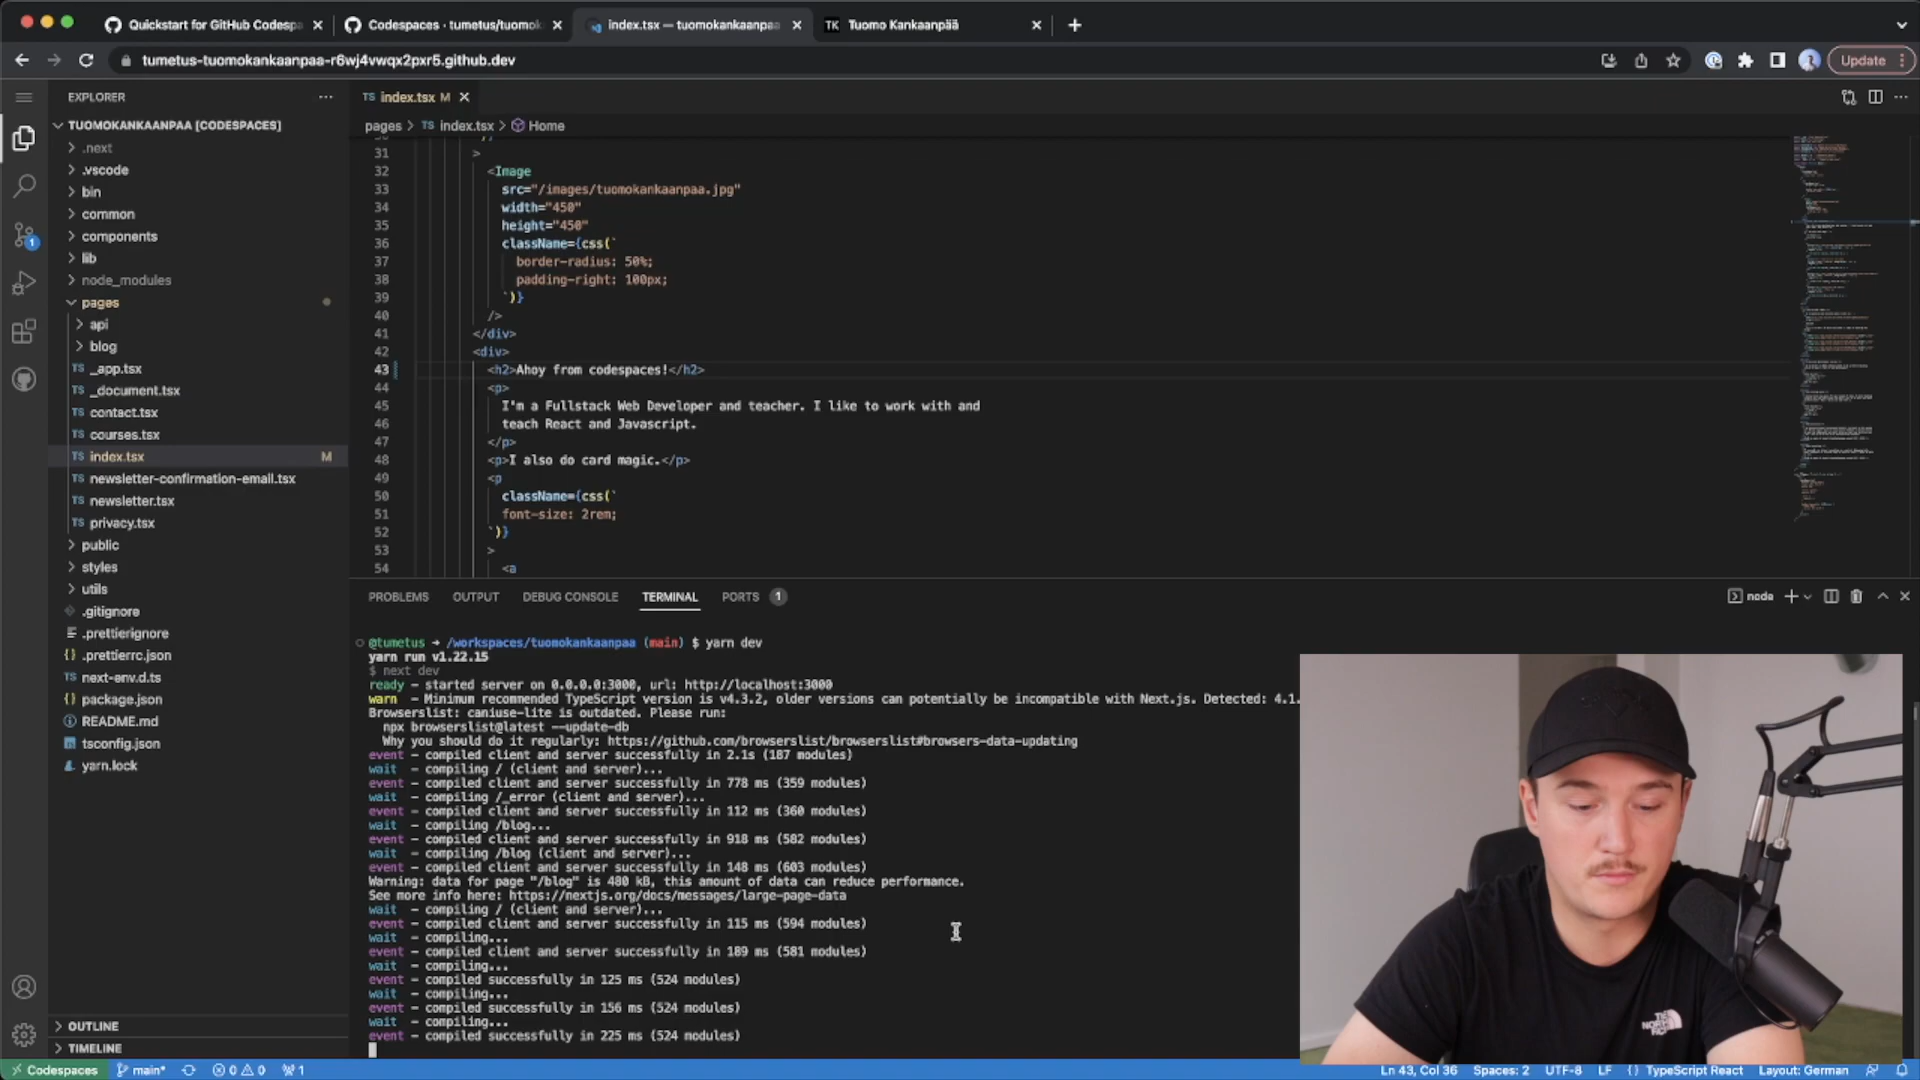 Quickstart for GitHub Codesp
Codespaces · tumetus/tuomok
index.tsx — tuomokankaanpaa
TK Tuomo Kankaanpää
tumetus-tuomokankaanpaa-r6wj4vwqx2pxr5.github.dev
Update
EXPLORER
TUOMOKANKAANPAA [CODESPACES]
.next
.vscode
bin
common
components
lib
node_modules
pages
api
blog
TS _app.tsx
TS _document.tsx
TS contact.tsx
TS courses.tsx
TS index.tsx M
TS newsletter-confirmation-email.tsx
TS newsletter.tsx
TS privacy.tsx
public
styles
utils
.gitignore
.prettierignore
{} .prettierrc.json
TS next-env.d.ts
{} package.json
README.md
tsconfig.json
yarn.lock
OUTLINE
TIMELINE
1
TS index.tsx M
pages > TS index.tsx > Home
31 >
32 <Image
33 src="/images/tuomokankaanpaa.jpg"
34 width="450"
35 height="450"
36 className={css(`
37 border-radius: 50%;
38 padding-right: 100px;
39 `)}
40 />
41 </div>
42 <div>
43 <h2>Ahoy from codespaces!</h2>
44 <p>
45 I'm a Fullstack Web Developer and teacher. I like to work with and
46 teach React and Javascript.
47 </p>
48 <p>I also do card magic.</p>
49 <p
50 className={css(`
51 font-size: 2rem;
52 `)}
53 >
54 <a
PROBLEMS OUTPUT DEBUG CONSOLE TERMINAL PORTS 1
node
@tumetus → /workspaces/tuomokankaanpaa (main) $ yarn dev
yarn run v1.22.15
$ next dev
ready - started server on 0.0.0.0:3000, url: http://localhost:3000
warn - Minimum recommended TypeScript version is v4.3.2, older versions can potentially be incompatible with Next.js. Detected: 4.1.
Browserslist: caniuse-lite is outdated. Please run:
npx browserslist@latest --update-db
Why you should do it regularly: https://github.com/browserslist/browserslist#browsers-data-updating
event - compiled client and server successfully in 2.1s (187 modules)
wait - compiling / (client and server)...
event - compiled client and server successfully in 778 ms (359 modules)
wait - compiling /_error (client and server)...
event - compiled client and server successfully in 112 ms (360 modules)
wait - compiling /blog...
event - compiled client and server successfully in 918 ms (582 modules)
wait - compiling /blog (client and server)...
event - compiled client and server successfully in 148 ms (603 modules)
Warning: data for page "/blog" is 480 kB, this amount of data can reduce performance.
See more info here: https://nextjs.org/docs/messages/large-page-data
wait - compiling / (client and server)...
event - compiled client and server successfully in 115 ms (594 modules)
wait - compiling...
event - compiled client and server successfully in 189 ms (581 modules)
wait - compiling...
event - compiled successfully in 125 ms (524 modules)
wait - compiling...
event - compiled successfully in 156 ms (524 modules)
wait - compiling...
event - compiled successfully in 225 ms (524 modules)
THE NORTH FACE
Codespaces main* 0 0 1
Ln 43, Col 36 Spaces: 2 UTF-8 LF {} TypeScript React Layout: German